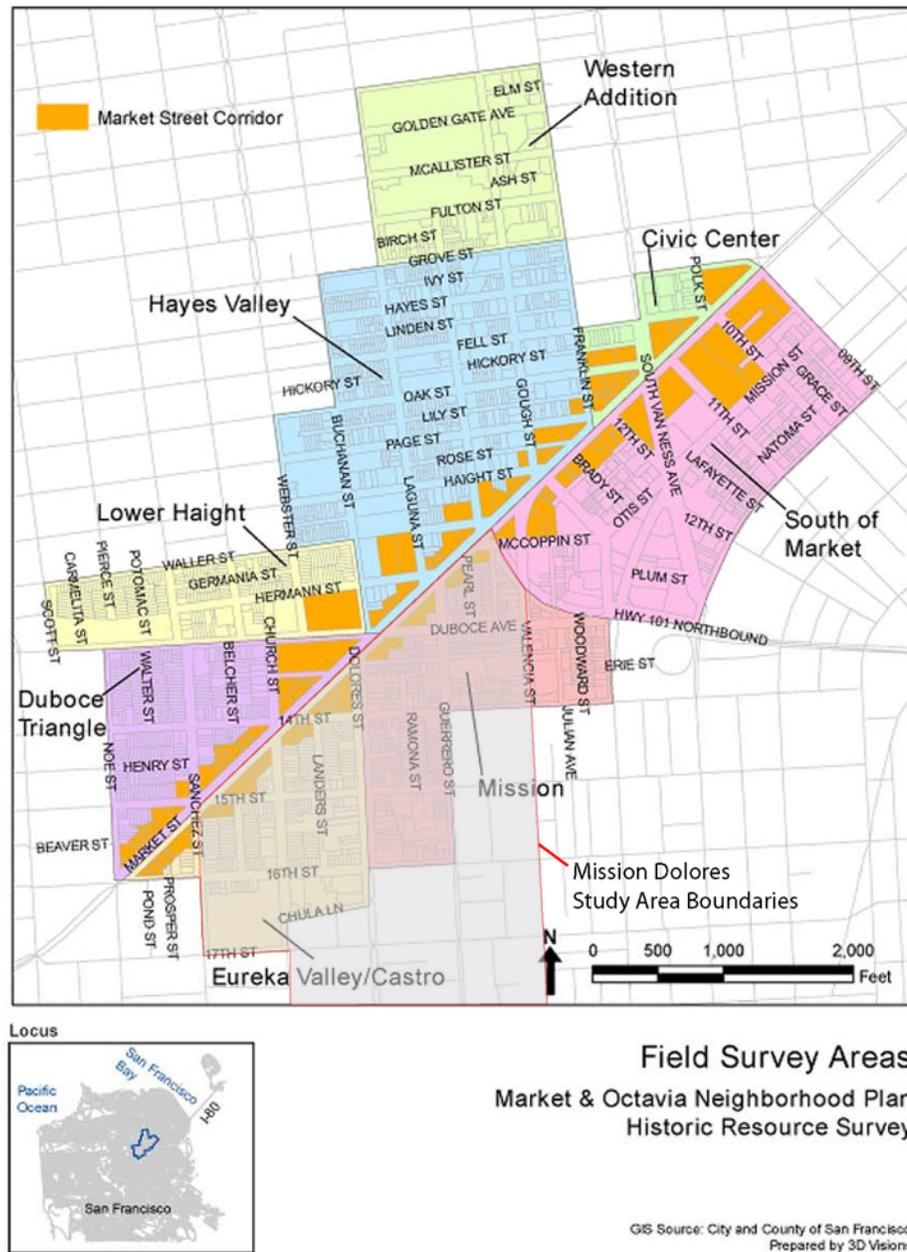 Western
Addition
ELM ST
Market Street Corridor
GOLDEN GATE AVE
MCALLISTER ST
ASH ST
FULTON ST
BIRCH ST
GROVE ST
Civic Center
IVY ST
POLK ST
Hayes Valley
HAYES ST
LINDEN ST
FELL ST
HICKORY ST
FRANKLIN ST
SOUTH VAN NESS AVE
10TH ST
MISSION ST
09TH ST
GRACE ST
HICKORY ST
OAK ST
GOUGH ST
11TH ST
NATOMA ST
LILY ST
BUCHANAN ST
PAGE ST
12TH ST
ROSE ST
HAIGHT ST
BRADY ST
LAFAYETTE ST
OTIS ST
WEBSTER ST
LAGUNA ST
Lower Haight
12TH ST
South of
Market
MCCOPPIN ST
WALLER ST
POTOMAC ST
PIERCE ST
CARMELITA ST
SCOTT ST
GERMANIA ST
HERMANN ST
PEARL ST
PLUM ST
DUBOCE AVE
HWY 101 NORTHBOUND
CHURCH ST
VALENCIA ST
WOODWARD ST
ERIE ST
WALTER ST
BELCHER ST
DOLORES ST
Duboce
Triangle
14TH ST
RAMONA ST
GUERRERO ST
JULIAN AVE
NOE ST
HENRY ST
LANDERS ST
Mission
SANCHEZ ST
15TH ST
BEAVER ST
MARKET ST
16TH ST
Mission Dolores
Study Area Boundaries
POND ST
PROSPER ST
CHULA LN
17TH ST
Eureka Valley/Castro
N
0 500 1,000 2,000
Feet
Locus
San Francisco
Bay
Pacific
Ocean
I-80
San Francisco
Field Survey Areas
Market & Octavia Neighborhood Plan
Historic Resource Survey
GIS Source: City and County of San Francisco
Prepared by 3D Visions